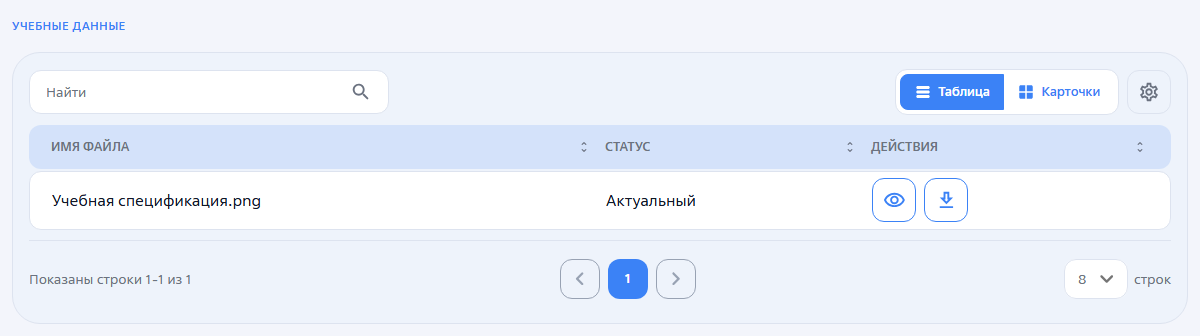 УЧЕБНЫЕ ДАННЫЕ
Найти
Таблица
Карточки
ИМЯ ФАЙЛА СТАТУС ДЕЙСТВИЯ
Учебная спецификация.png Актуальный
Показаны строки 1-1 из 1
1
8 строк